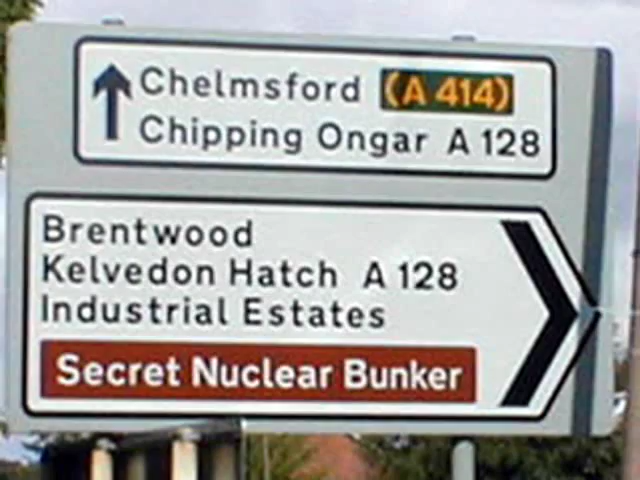 Chelmsford (A 414)
Chipping Ongar A 128
Brentwood
Kelvedon Hatch A 128
Industrial Estates
Secret Nuclear Bunker